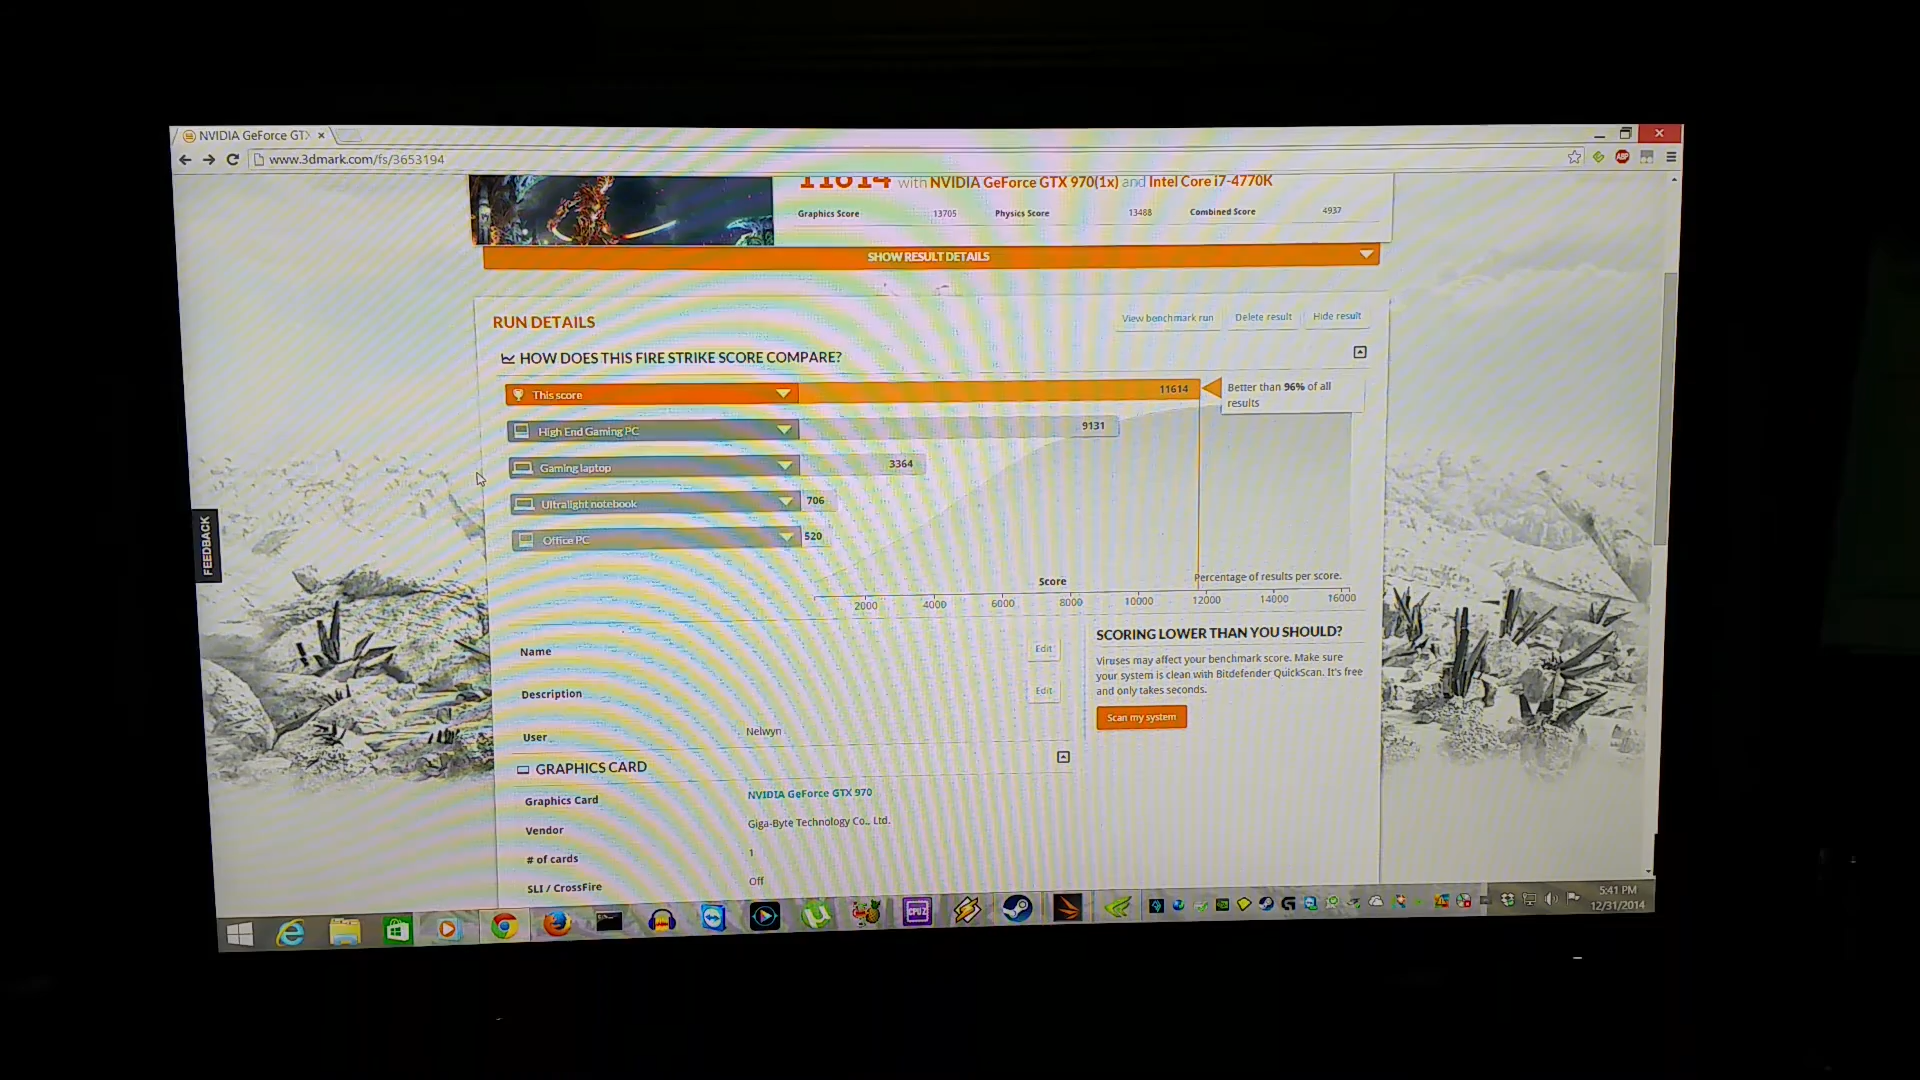 NVIDIA GeForce GT
www.3dmark.com/fs/3653194
ABP
11614 with NVIDIA GeForce GTX 970(1x) and Intel Core i7-4770K
Graphics Score 13705 Physics Score 13488 Combined Score 4937
SHOW RESULT DETAILS
RUN DETAILS
View benchmark run Delete result Hide result
HOW DOES THIS FIRE STRIKE SCORE COMPARE?
This score 11614
Better than 96% of all
results
High End Gaming PC 9131
Gaming laptop 3364
Ultralight notebook 706
Office PC 520
FEEDBACK
Score
Percentage of results per score.
2000 4000 6000 8000 10000 12000 14000 16000
Name Edit
Description Edit
User Nelwyn
SCORING LOWER THAN YOU SHOULD?
Viruses may affect your benchmark score. Make sure
your system is clean with Bitdefender QuickScan. It's free
and only takes seconds.
Scan my system
GRAPHICS CARD
Graphics Card NVIDIA GeForce GTX 970
Vendor Giga-Byte Technology Co., Ltd.
# of cards 1
SLI / CrossFire Off
CPU-Z
5:41 PM
12/31/2014